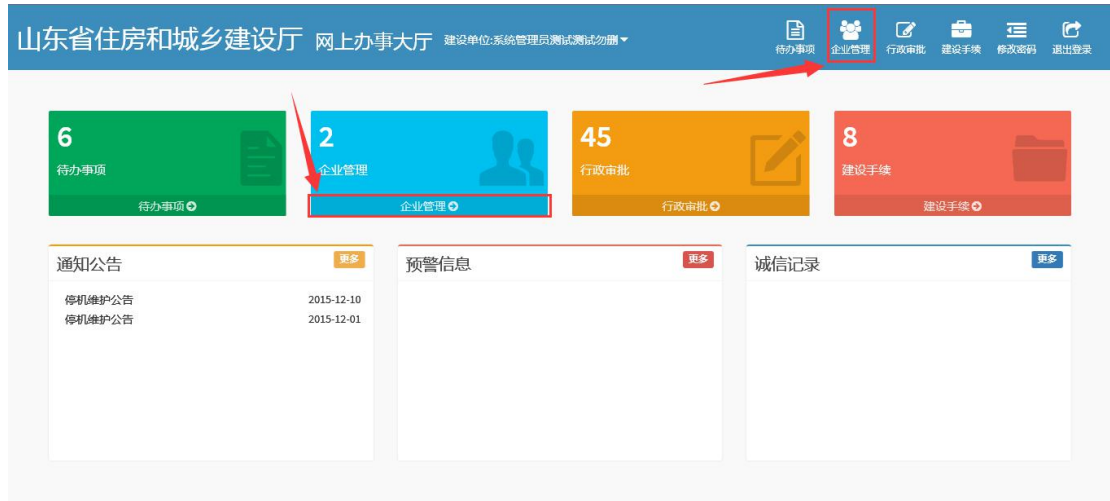 山东省住房和城乡建设厅 网上办事大厅 建设单位:系统管理员测试测试勿删
待办事项 企业管理 行政审批 建设手续 修改密码 退出登录
6 2 45 8
待办事项 企业管理 行政审批 建设手续
待办事项 企业管理 行政审批 建设手续
通知公告 更多 预警信息 更多 诚信记录 更多
停机维护公告 2015-12-10
停机维护公告 2015-12-01